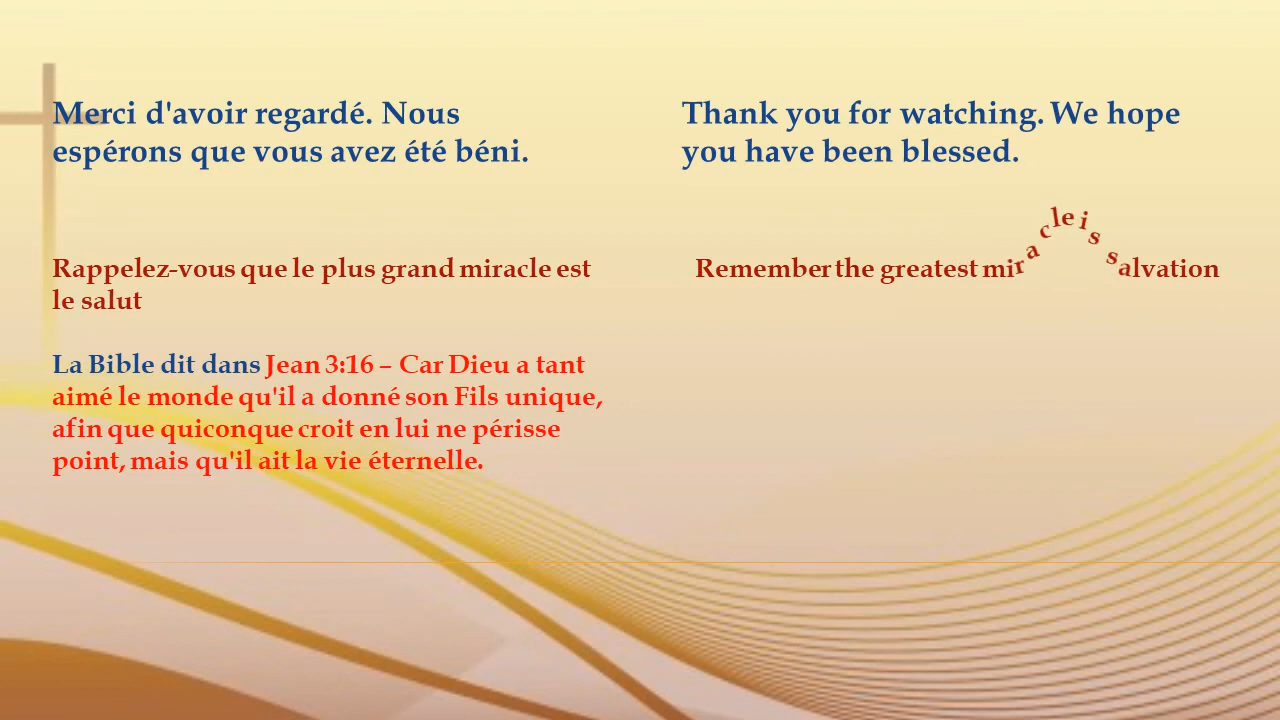 Merci d'avoir regardé. Nous
espérons que vous avez été béni.
Rappelez-vous que le plus grand miracle est
le salut
La Bible dit dans Jean 3:16 – Car Dieu a tant
aimé le monde qu'il a donné son Fils unique,
afin que quiconque croit en lui ne périsse
point, mais qu'il ait la vie éternelle.
Thank you for watching. We hope
you have been blessed.
Remember the greatest miracle is salvation